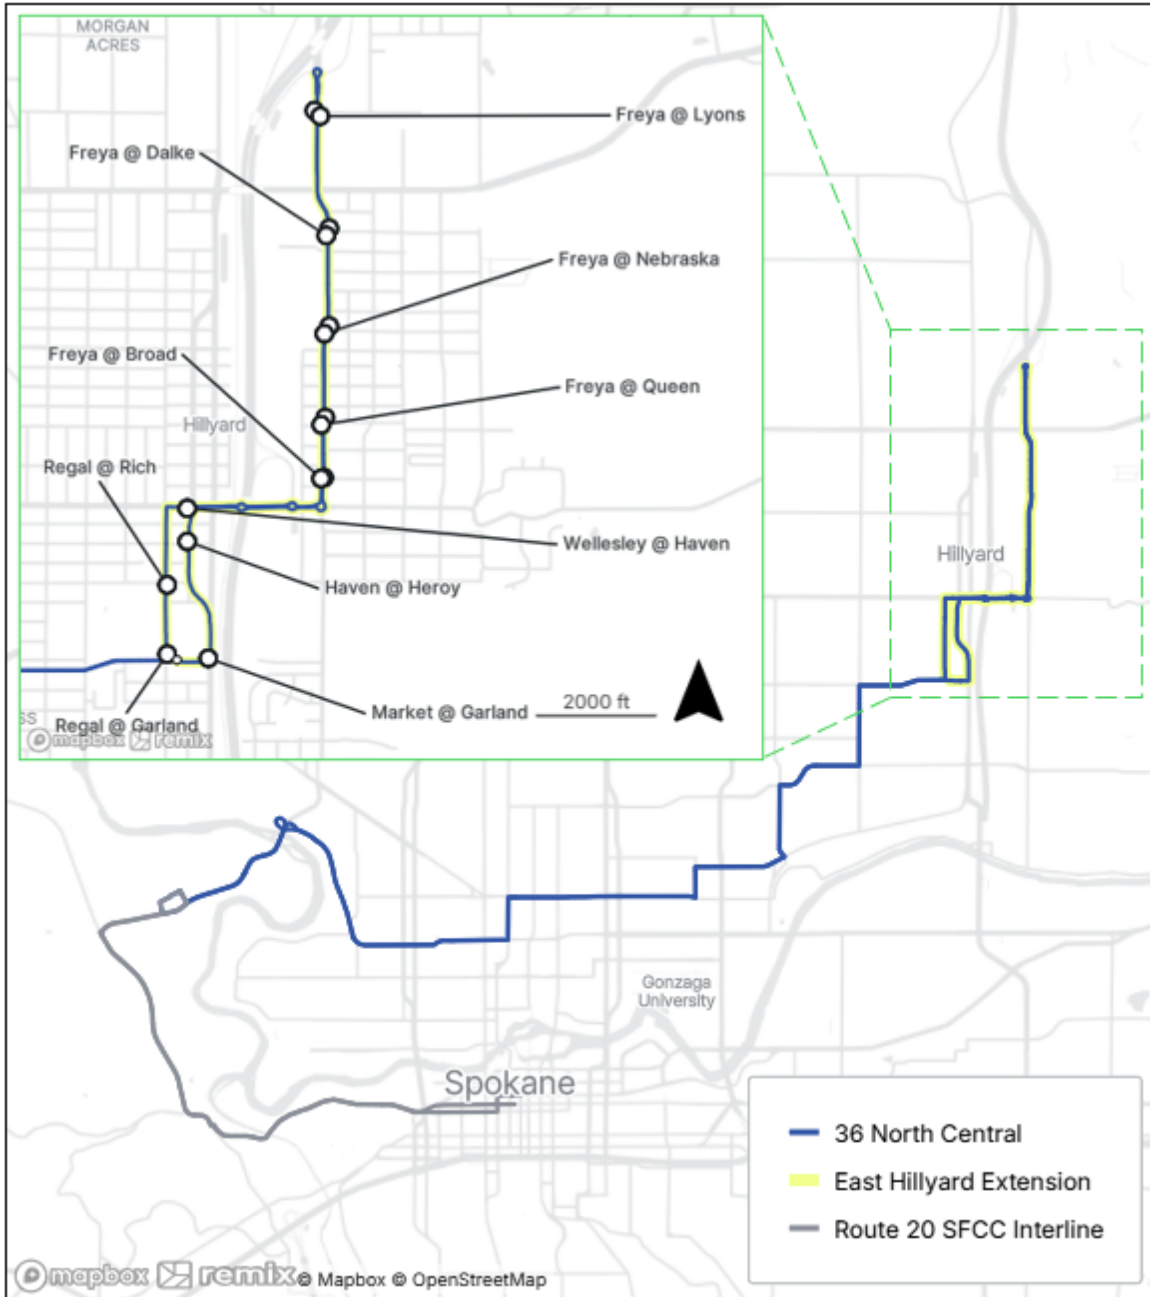 MORGAN
ACRES
Freya @ Lyons
Freya @ Dalke
Freya @ Nebraska
Freya @ Broad
Freya @ Queen
Hillyard
Regal @ Rich
Wellesley @ Haven
Haven @ Heroy
Regal @ Garland
Market @ Garland
2000 ft
SS
mapbox remix
Hillyard
Gonzaga
University
Spokane
36 North Central
East Hillyard Extension
Route 20 SFCC Interline
mapbox remix © Mapbox © OpenStreetMap